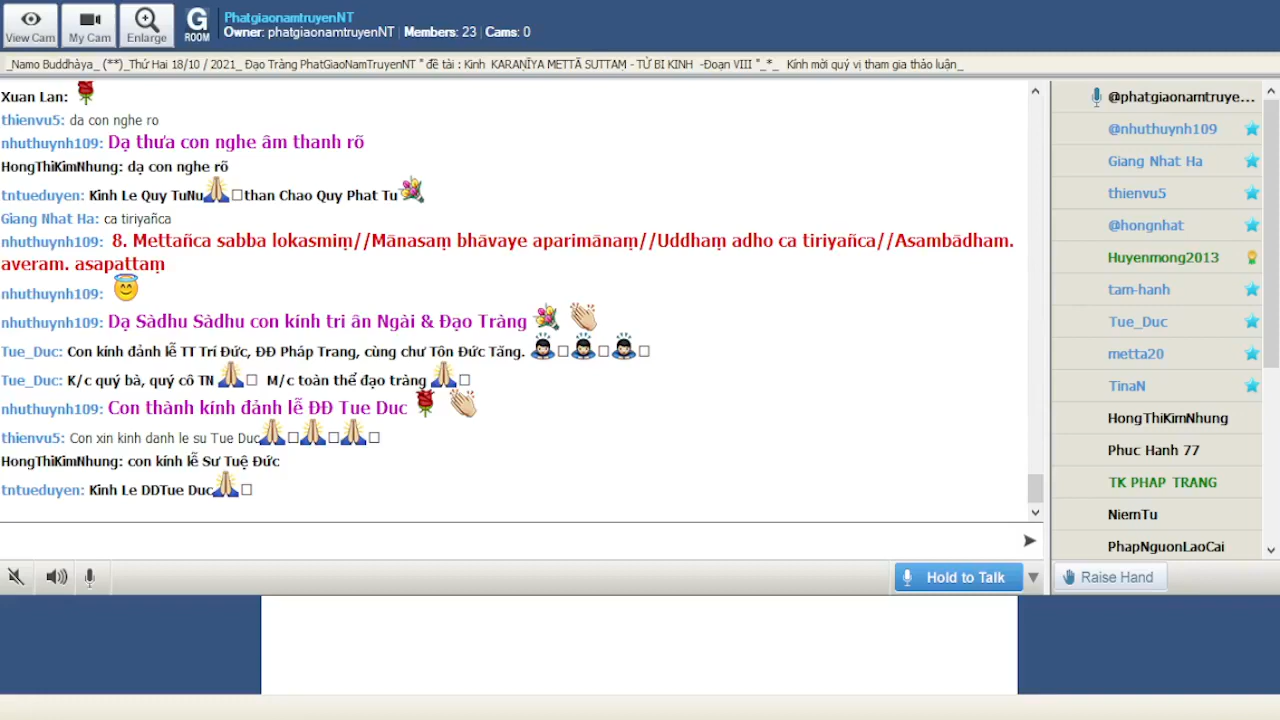 View Cam
My Cam
Enlarge
G
ROOM
PhatgiaonamtruyenNT
Owner: phatgiaonamtruyenNT | Members: 23 | Cams: 0
_Namo Buddhàya_ (**)_Thứ Hai 18/10 / 2021_ Đạo Tràng PhatGiaoNamTruyenNT " đề tài : Kinh KARANĪYA METTĀ SUTTAM - TỪ BI KINH -Đoạn VIII "_*_ Kính mời quý vị tham gia thảo luận_
Xuan Lan:
thienvu5: da con nghe ro
nhuthuynh109: Dạ thưa con nghe âm thanh rõ
HongThiKimNhung: dạ con nghe rõ
tntueduyen: Kinh Le Quy TuNu than Chao Quy Phat Tu
Giang Nhat Ha: ca tiriyañca
nhuthuynh109: 8. Mettañca sabba lokasmiṃ//Mānasaṃ bhāvaye aparimānaṃ//Uddhaṃ adho ca tiriyañca//Asambādham.
averam. asapattaṃ
nhuthuynh109:
nhuthuynh109: Dạ Sàdhu Sàdhu con kính tri ân Ngài & Đạo Tràng
Tue_Duc: Con kính đảnh lễ TT Trí Đức, ĐĐ Pháp Trang, cùng chư Tôn Đức Tăng.
Tue_Duc: K/c quý bà, quý cô TN M/c toàn thể đạo tràng
nhuthuynh109: Con thành kính đảnh lễ ĐĐ Tue Duc
thienvu5: Con xin kinh danh le su Tue Duc
HongThiKimNhung: con kính lễ Sư Tuệ Đức
tntueduyen: Kinh Le DDTue Duc
@phatgiaonamtruye...
@nhuthuynh109
Giang Nhat Ha
thienvu5
@hongnhat
Huyenmong2013
tam-hanh
Tue_Duc
metta20
TinaN
HongThiKimNhung
Phuc Hanh 77
TK PHAP TRANG
NiemTu
PhapNguonLaoCai
Hold to Talk
Raise Hand